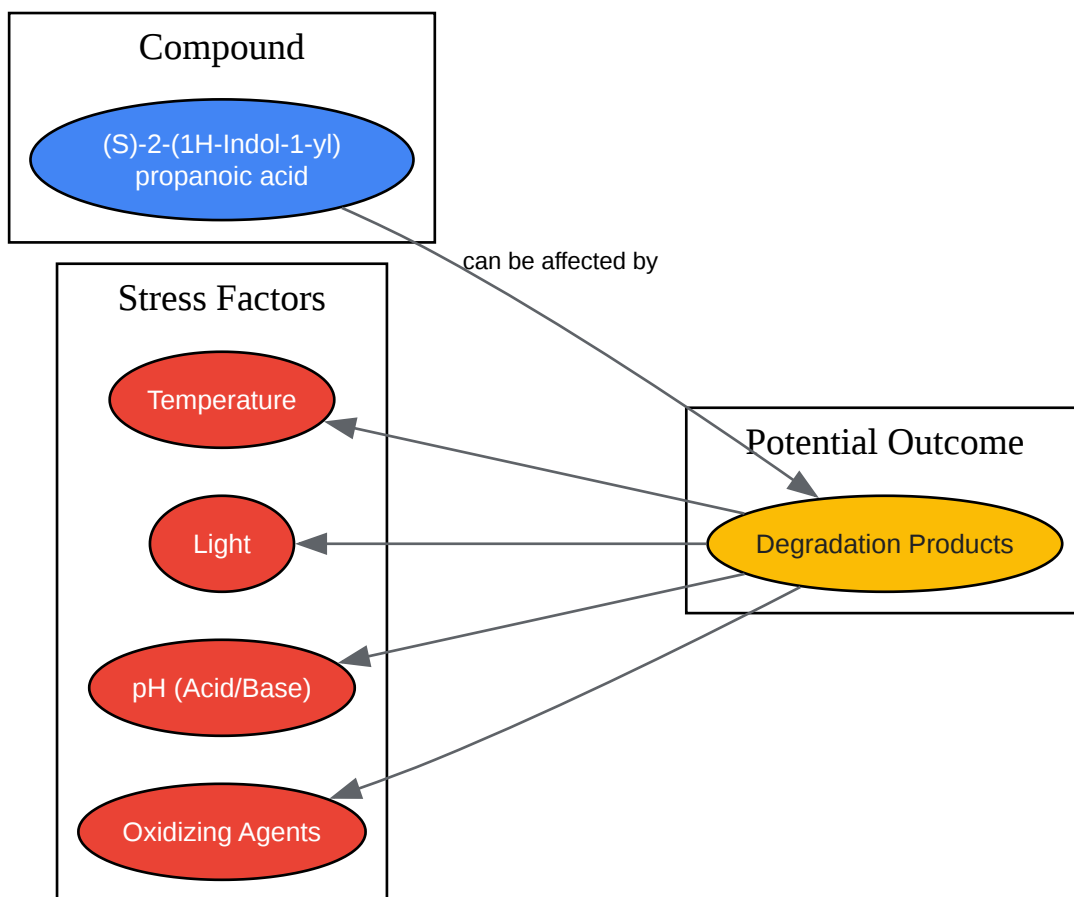 Compound
(S)-2-(1H-Indol-1-yl)
propanoic acid
can be affected by
Stress Factors
Temperature
Light
pH (Acid/Base)
Oxidizing Agents
Potential Outcome
Degradation Products